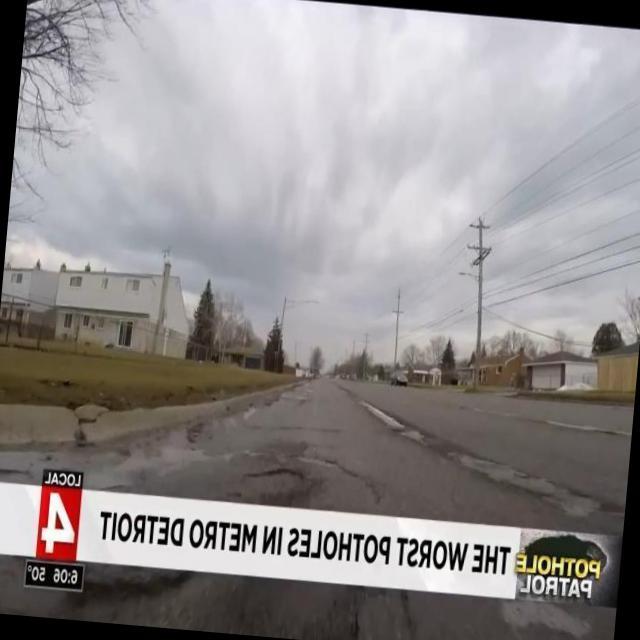 POTHOLE
PATROL
THE WORST POTHOLES IN METRO DETROIT
LOCAL
4
6:06 50°